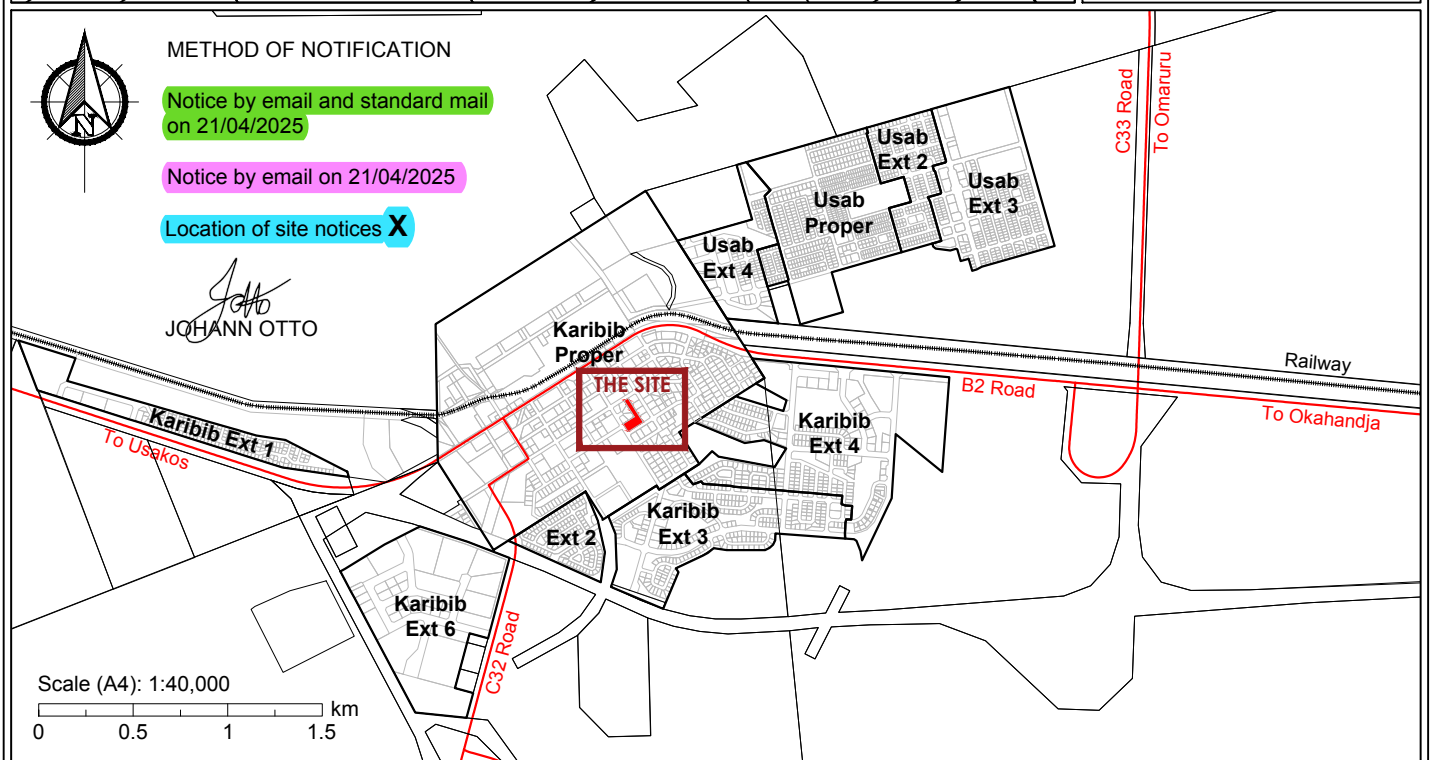 METHOD OF NOTIFICATION
Notice by email and standard mail
on 21/04/2025
Notice by email on 21/04/2025
Location of site notices X
JOHANN OTTO
N
C33 Road
To Omaruru
Usab
Ext 2
Usab
Ext 3
Usab
Proper
Usab
Ext 4
Karibib
Proper
THE SITE
Railway
B2 Road
To Okahandja
Karibib Ext 1
To Usakos
Karibib
Ext 4
Karibib
Ext 3
Ext 2
Karibib
Ext 6
C32 Road
Scale (A4): 1:40,000
km
0 0.5 1 1.5